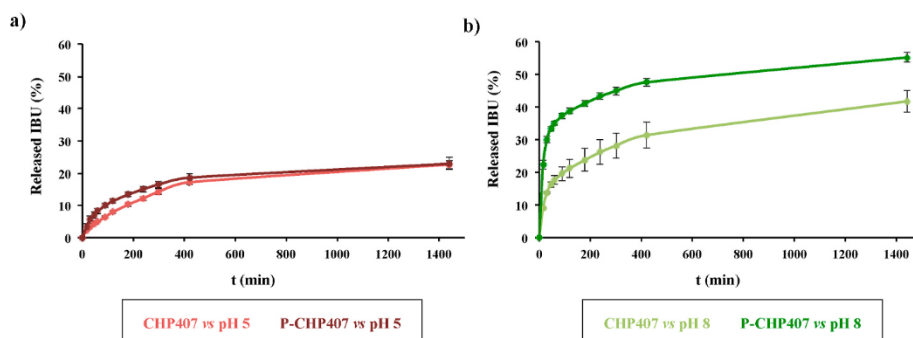 a)
60
50
40
30
20
10
0
Released IBU (%)
0 200 400 600 800 1000 1200 1400
t (min)
CHP407 vs pH 5 P-CHP407 vs pH 5
b)
60
50
40
30
20
10
0
Released IBU (%)
0 200 400 600 800 1000 1200 1400
t (min)
CHP407 vs pH 8 P-CHP407 vs pH 8